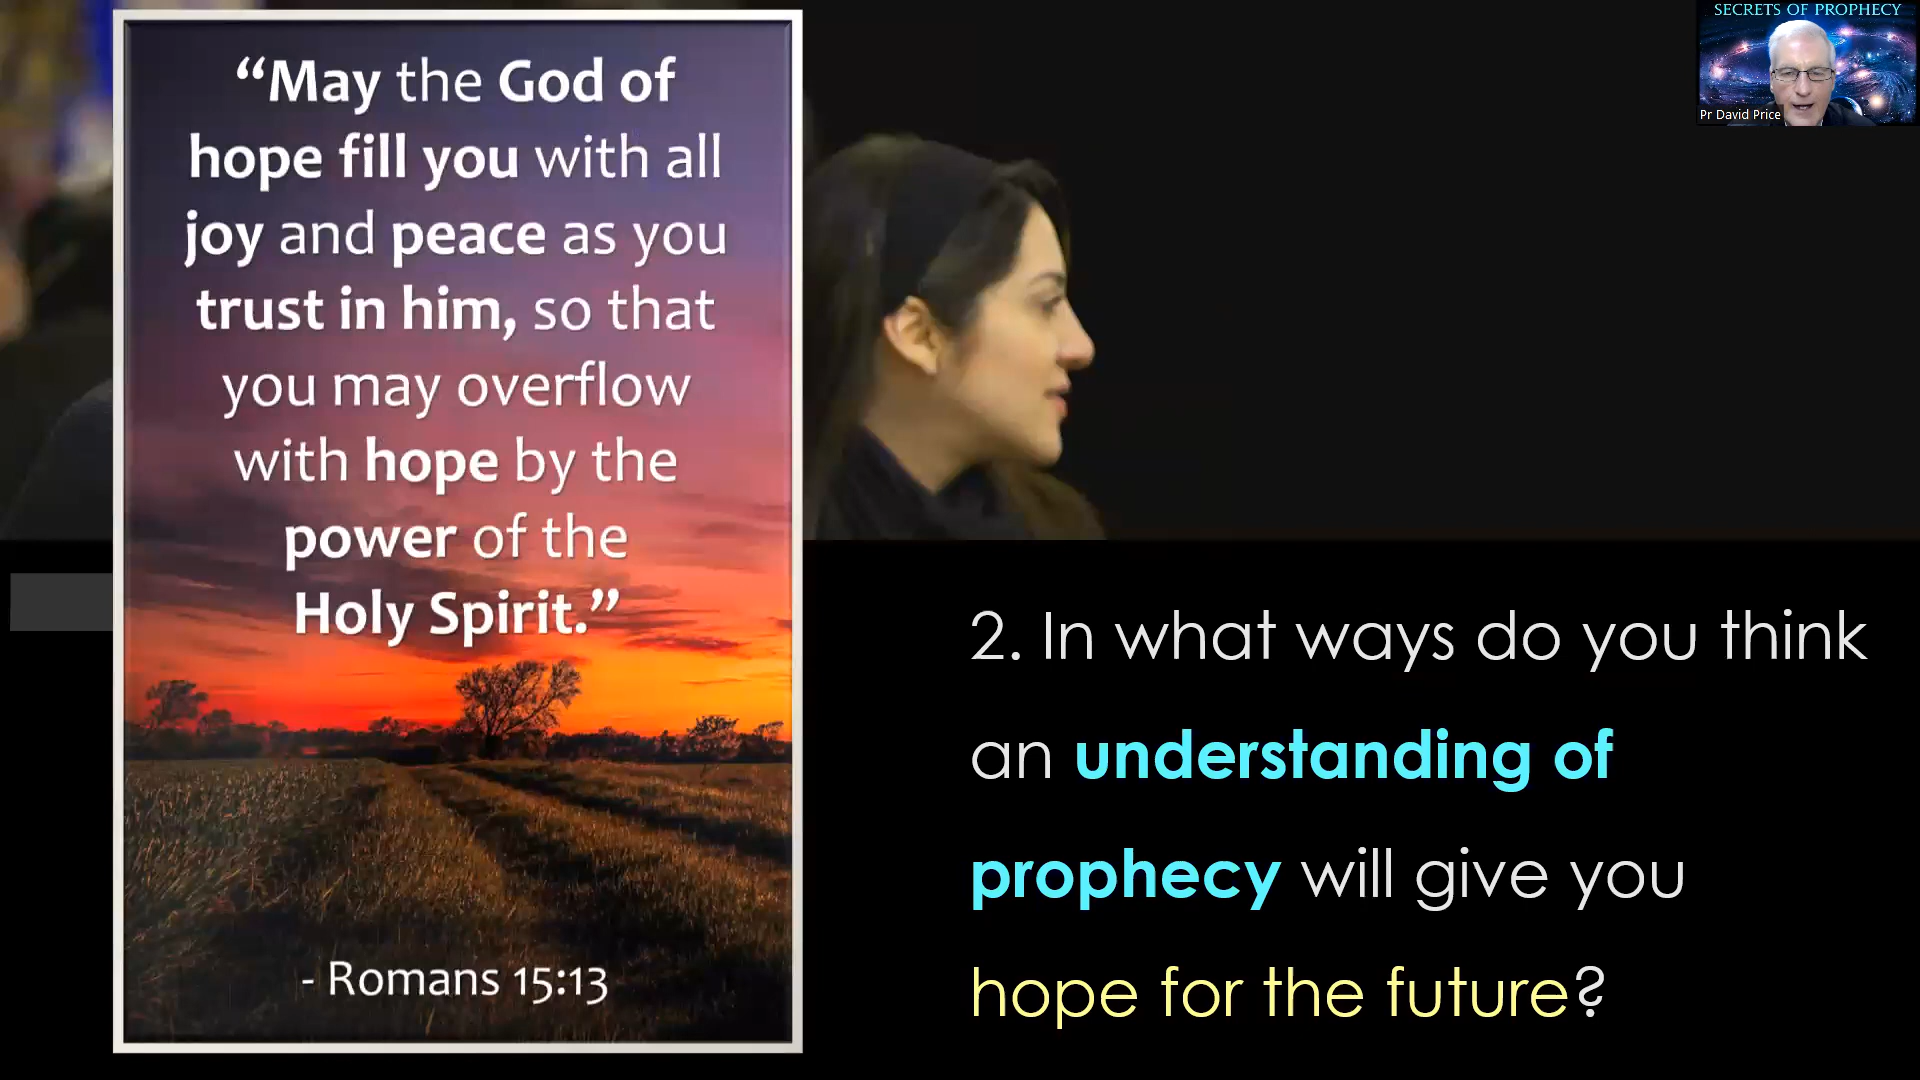 “May the God of
hope fill you with all
joy and peace as you
trust in him, so that
you may overflow
with hope by the
power of the
Holy Spirit.”
- Romans 15:13
SECRETS OF PROPHECY
Pr David Price
2. In what ways do you think
an understanding of
prophecy will give you
hope for the future?